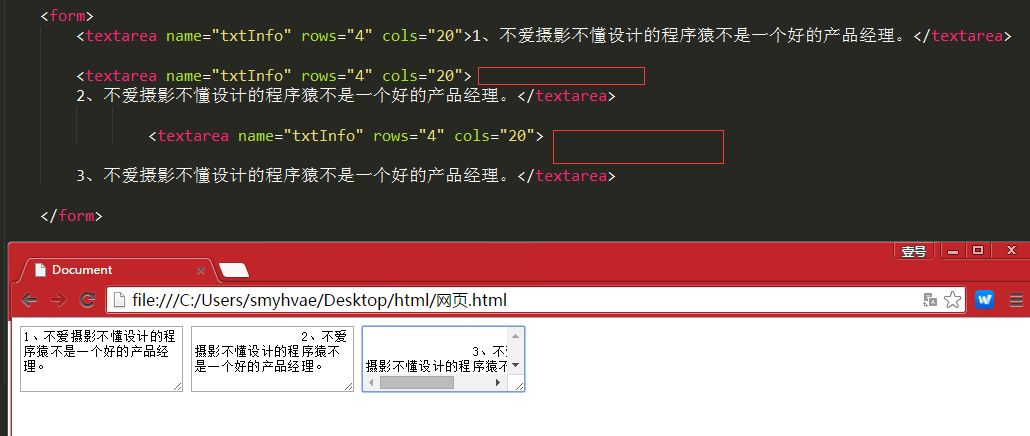 <form>
<textarea name="txtInfo" rows="4" cols="20">1、不爱摄影不懂设计的程序猿不是一个好的产品经理。</textarea>
<textarea name="txtInfo" rows="4" cols="20">
2、不爱摄影不懂设计的程序猿不是一个好的产品经理。</textarea>
<textarea name="txtInfo" rows="4" cols="20">
3、不爱摄影不懂设计的程序猿不是一个好的产品经理。</textarea>
</form>
壹号
Document
file:///C:/Users/smyhvae/Desktop/html/网页.html
W
1、不爱摄影不懂设计的程
序猿不是一个好的产品经
理。
2、不爱
摄影不懂设计的程序猿不
是一个好的产品经理。
3、不
摄影不懂设计的程序猿